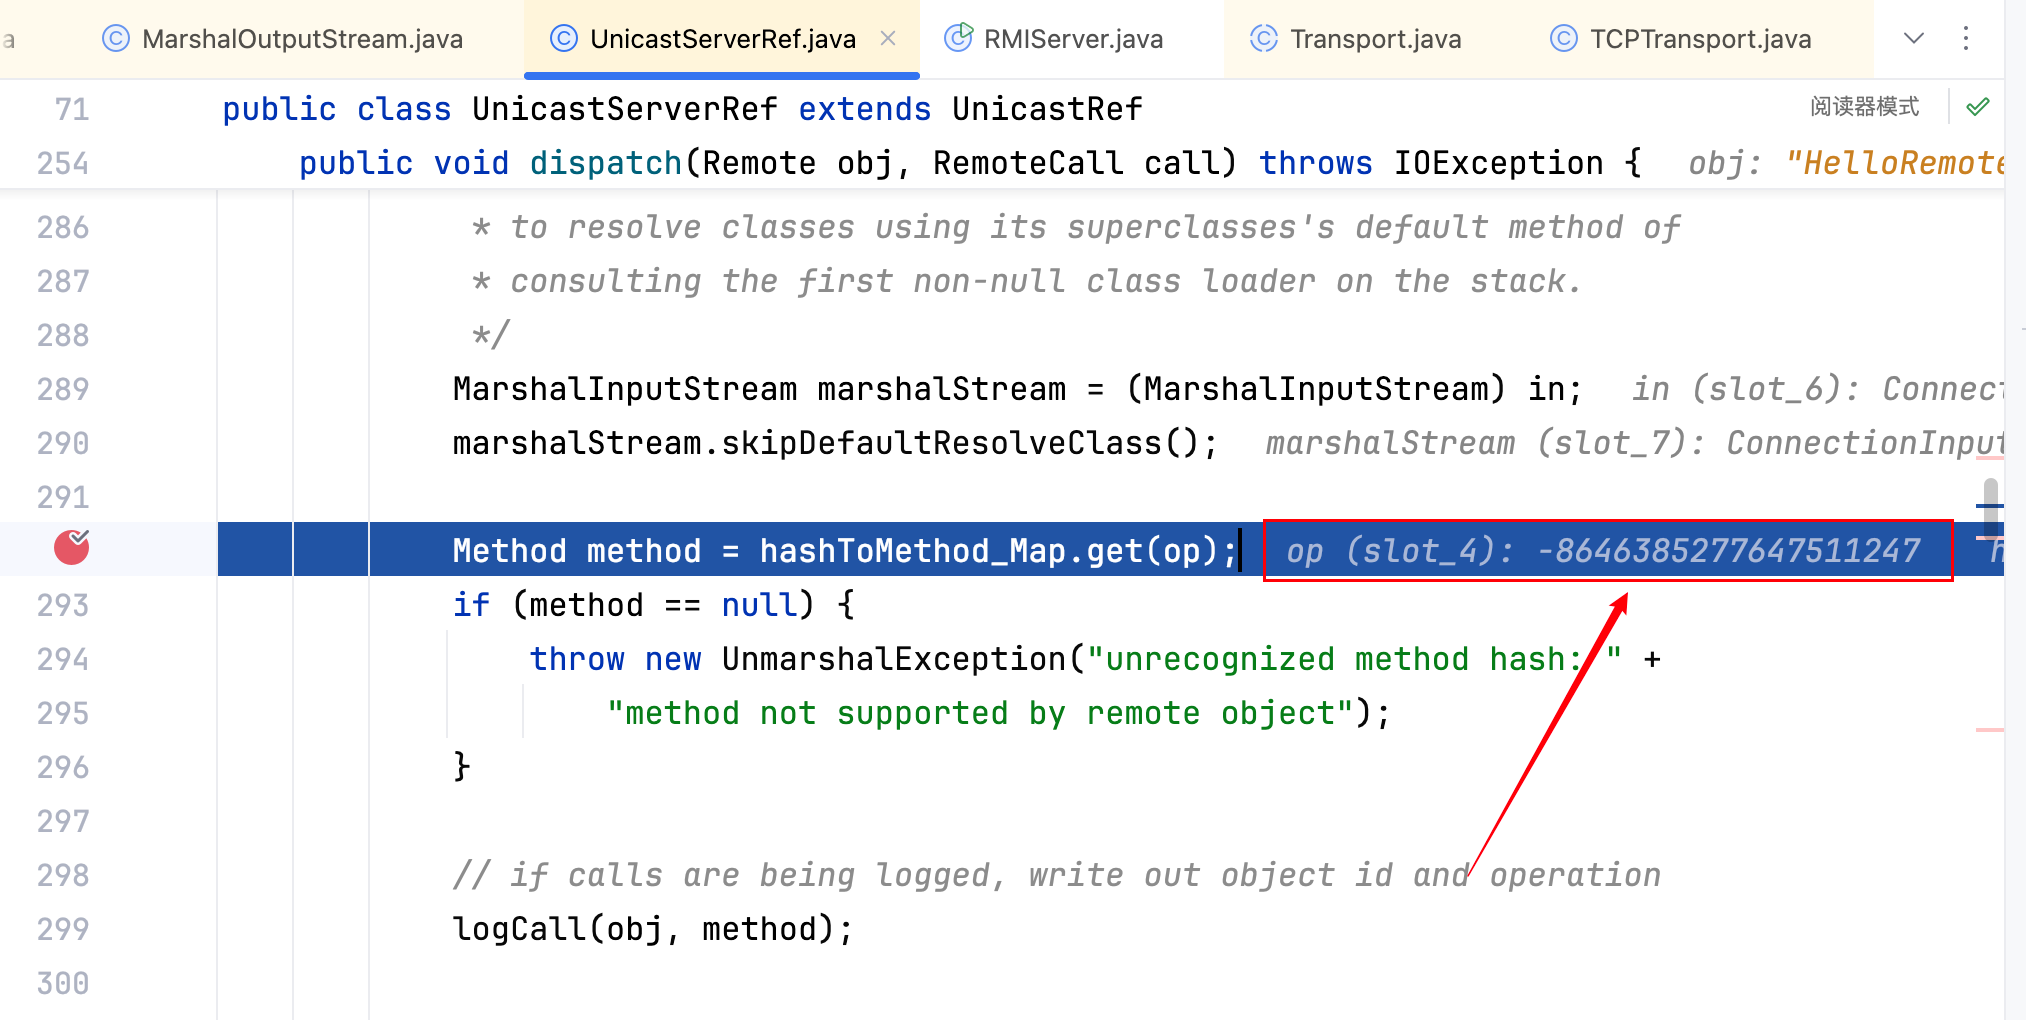 a MarshalOutputStream.java UnicastServerRef.java RMIServer.java Transport.java TCPTransport.java
71 public class UnicastServerRef extends UnicastRef 阅读器模式
254 public void dispatch(Remote obj, RemoteCall call) throws IOException { obj: "HelloRemote
286 * to resolve classes using its superclasses's default method of
287 * consulting the first non-null class loader on the stack.
288 */
289 MarshalInputStream marshalStream = (MarshalInputStream) in; in (slot_6): Connect
290 marshalStream.skipDefaultResolveClass(); marshalStream (slot_7): ConnectionInput
291
Method method = hashToMethod_Map.get(op); op (slot_4): -8646385277647511247 h
293 if (method == null) {
294 throw new UnmarshalException("unrecognized method hash: " +
295 "method not supported by remote object");
296 }
297
298 // if calls are being logged, write out object id and operation
299 logCall(obj, method);
300